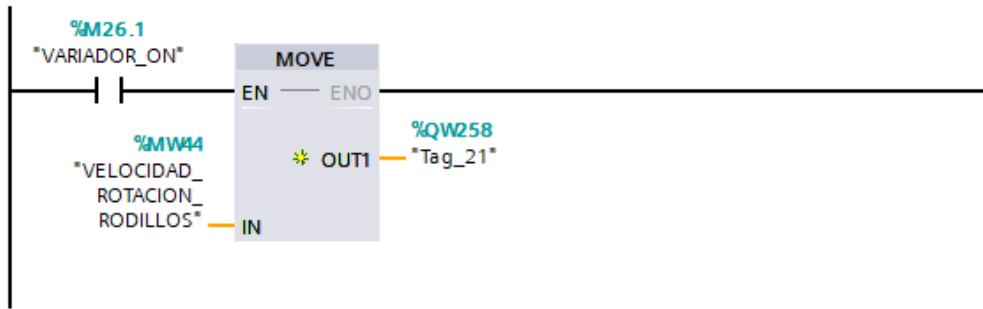 %M26.1
"VARIADOR_ON"
MOVE
EN
ENO
%MW44
"VELOCIDAD_
ROTACION_
RODILLOS"
IN
OUT1
%QW258
"Tag_21"